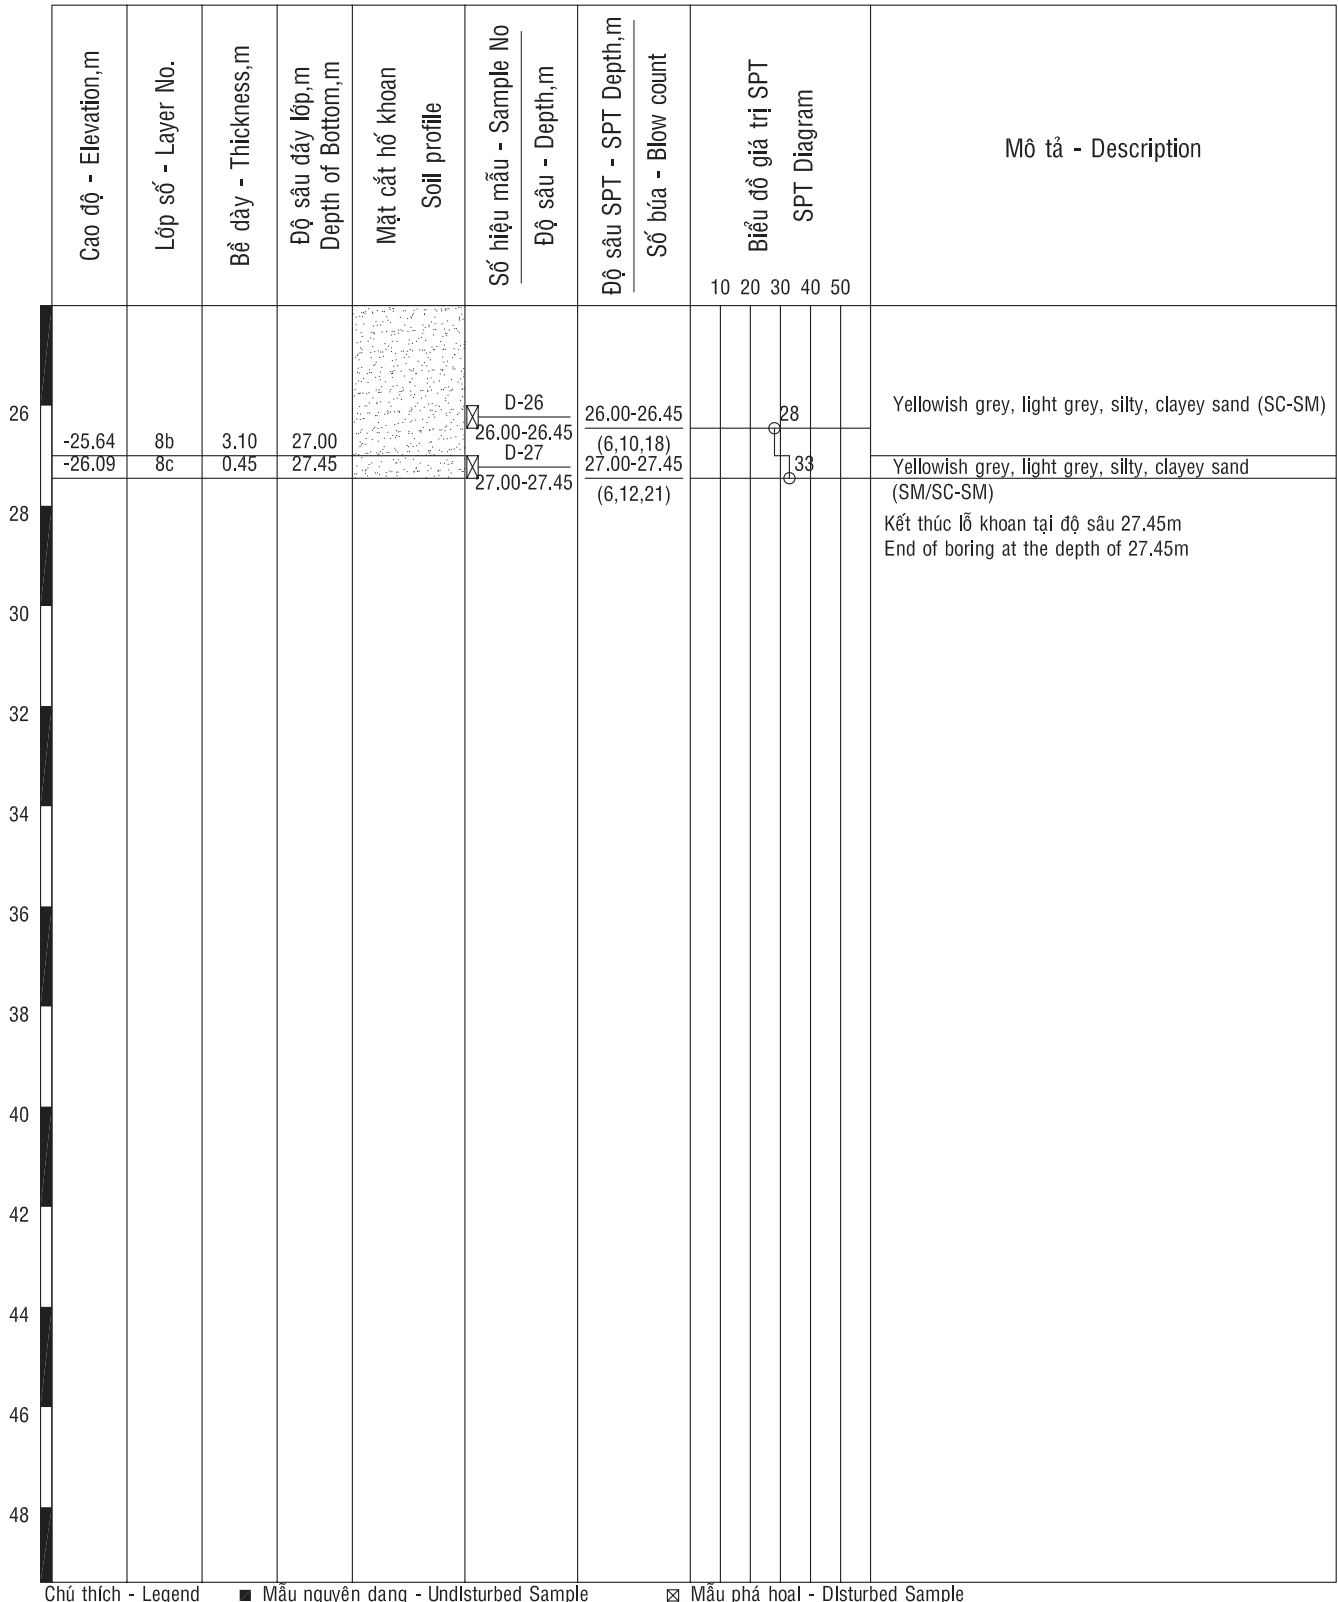 Cao độ - Elevation,m
Lớp số - Layer No.
Bề dày - Thickness,m
Độ sâu đáy lớp,m
Depth of Bottom,m
Mặt cắt hố khoan
Soil profile
Số hiệu mẫu - Sample No
Độ sâu - Depth,m
Độ sâu SPT - SPT Depth,m
Số búa - Blow count
Biểu đồ giá trị SPT
SPT Diagram
10 20 30 40 50
Mô tả - Description
26
D-26
26.00-26.45
26.00-26.45
(6,10,18)
28
Yellowish grey, light grey, silty, clayey sand (SC-SM)
-25.64 8b 3.10 27.00
-26.09 8c 0.45 27.45
D-27
27.00-27.45
27.00-27.45
(6,12,21)
33
Yellowish grey, light grey, silty, clayey sand
(SM/SC-SM)
Kết thúc lỗ khoan tại độ sâu 27.45m
End of boring at the depth of 27.45m
28
30
32
34
36
38
40
42
44
46
48
Chú thích - Legend
Mẫu nguyên dạng - Undisturbed Sample
Mẫu phá hoại - Disturbed Sample